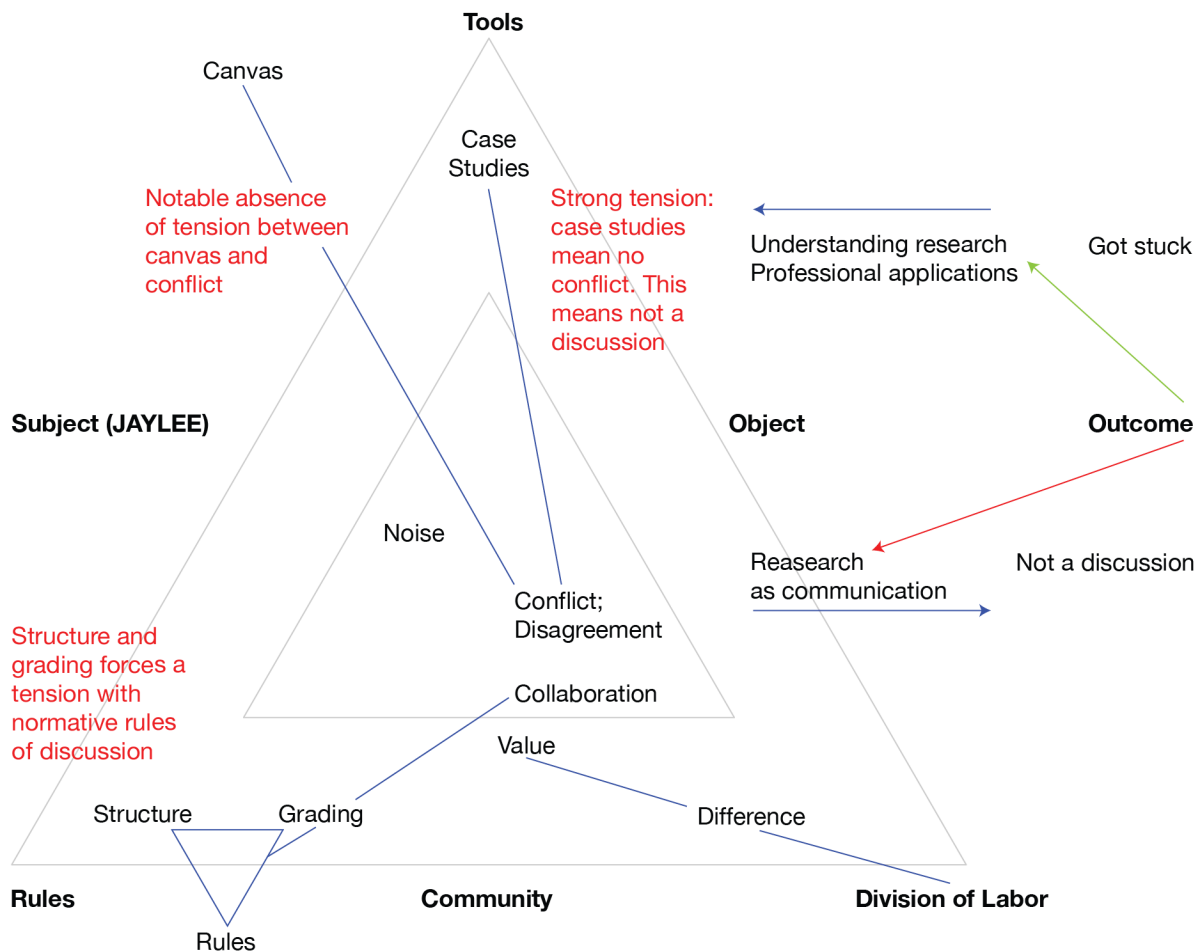 Tools
Canvas
Case
Studies
Notable absence
of tension between
canvas and
conflict
Strong tension:
case studies
mean no
conflict. This
means not a
discussion
Understanding research
Professional applications
Got stuck
Subject (JAYLEE)
Object
Outcome
Noise
Reasearch
as communication
Not a discussion
Conflict;
Disagreement
Structure and
grading forces a
tension with
normative rules
of discussion
Collaboration
Value
Structure
Grading
Difference
Rules
Community
Division of Labor
Rules